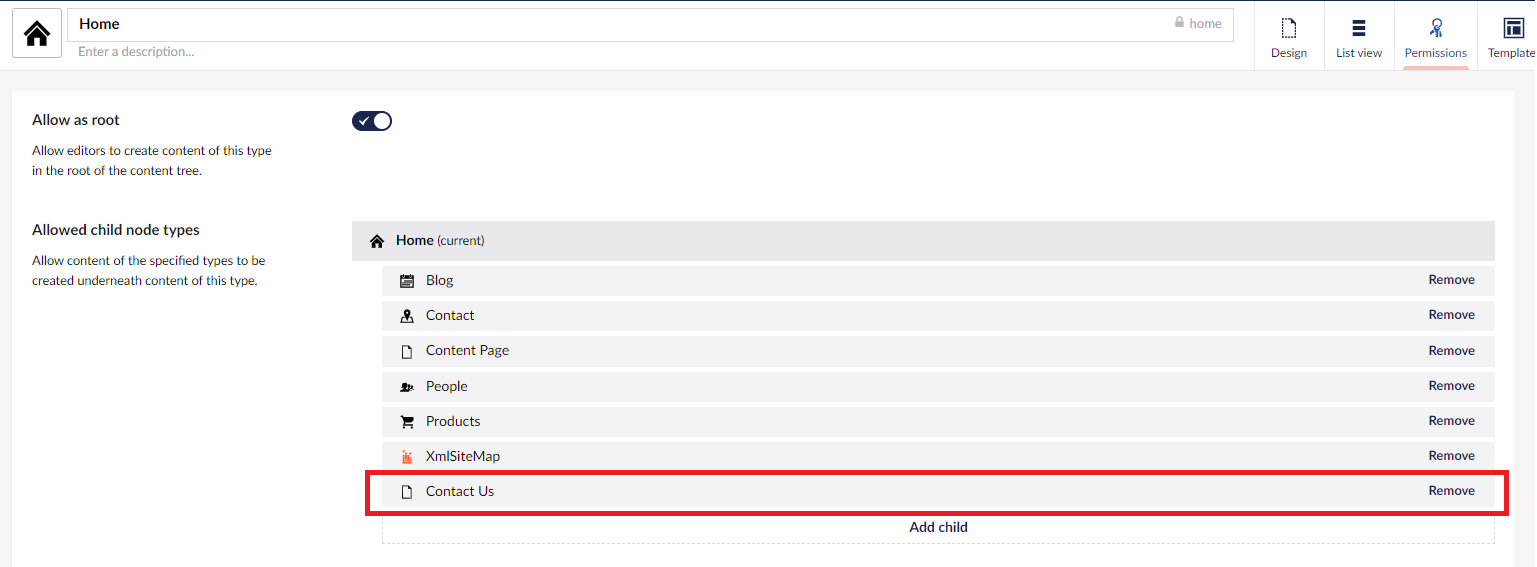 Home
home
Enter a description...
Design
List view
Permissions
Template
Allow as root
Allow editors to create content of this type
in the root of the content tree.
Allowed child node types
Allow content of the specified types to be
created underneath content of this type.
Home (current)
Blog Remove
Contact Remove
Content Page Remove
People Remove
Products Remove
XmlSiteMap Remove
Contact Us Remove
Add child